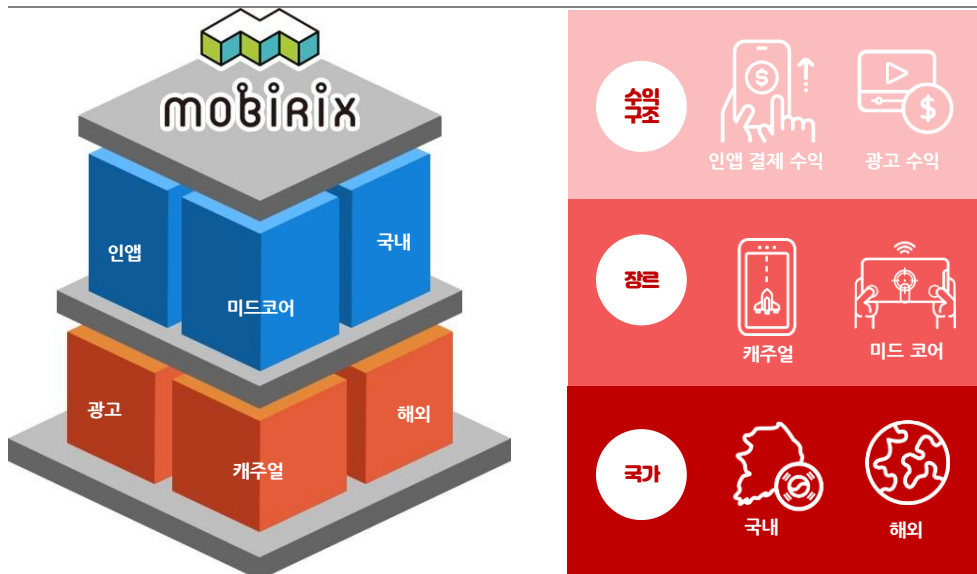 mobirix
인앱
국내
미드코어
광고
해외
캐주얼
수익
구조
인앱 결제 수익
광고 수익
장르
캐주얼
미드 코어
국가
국내
해외